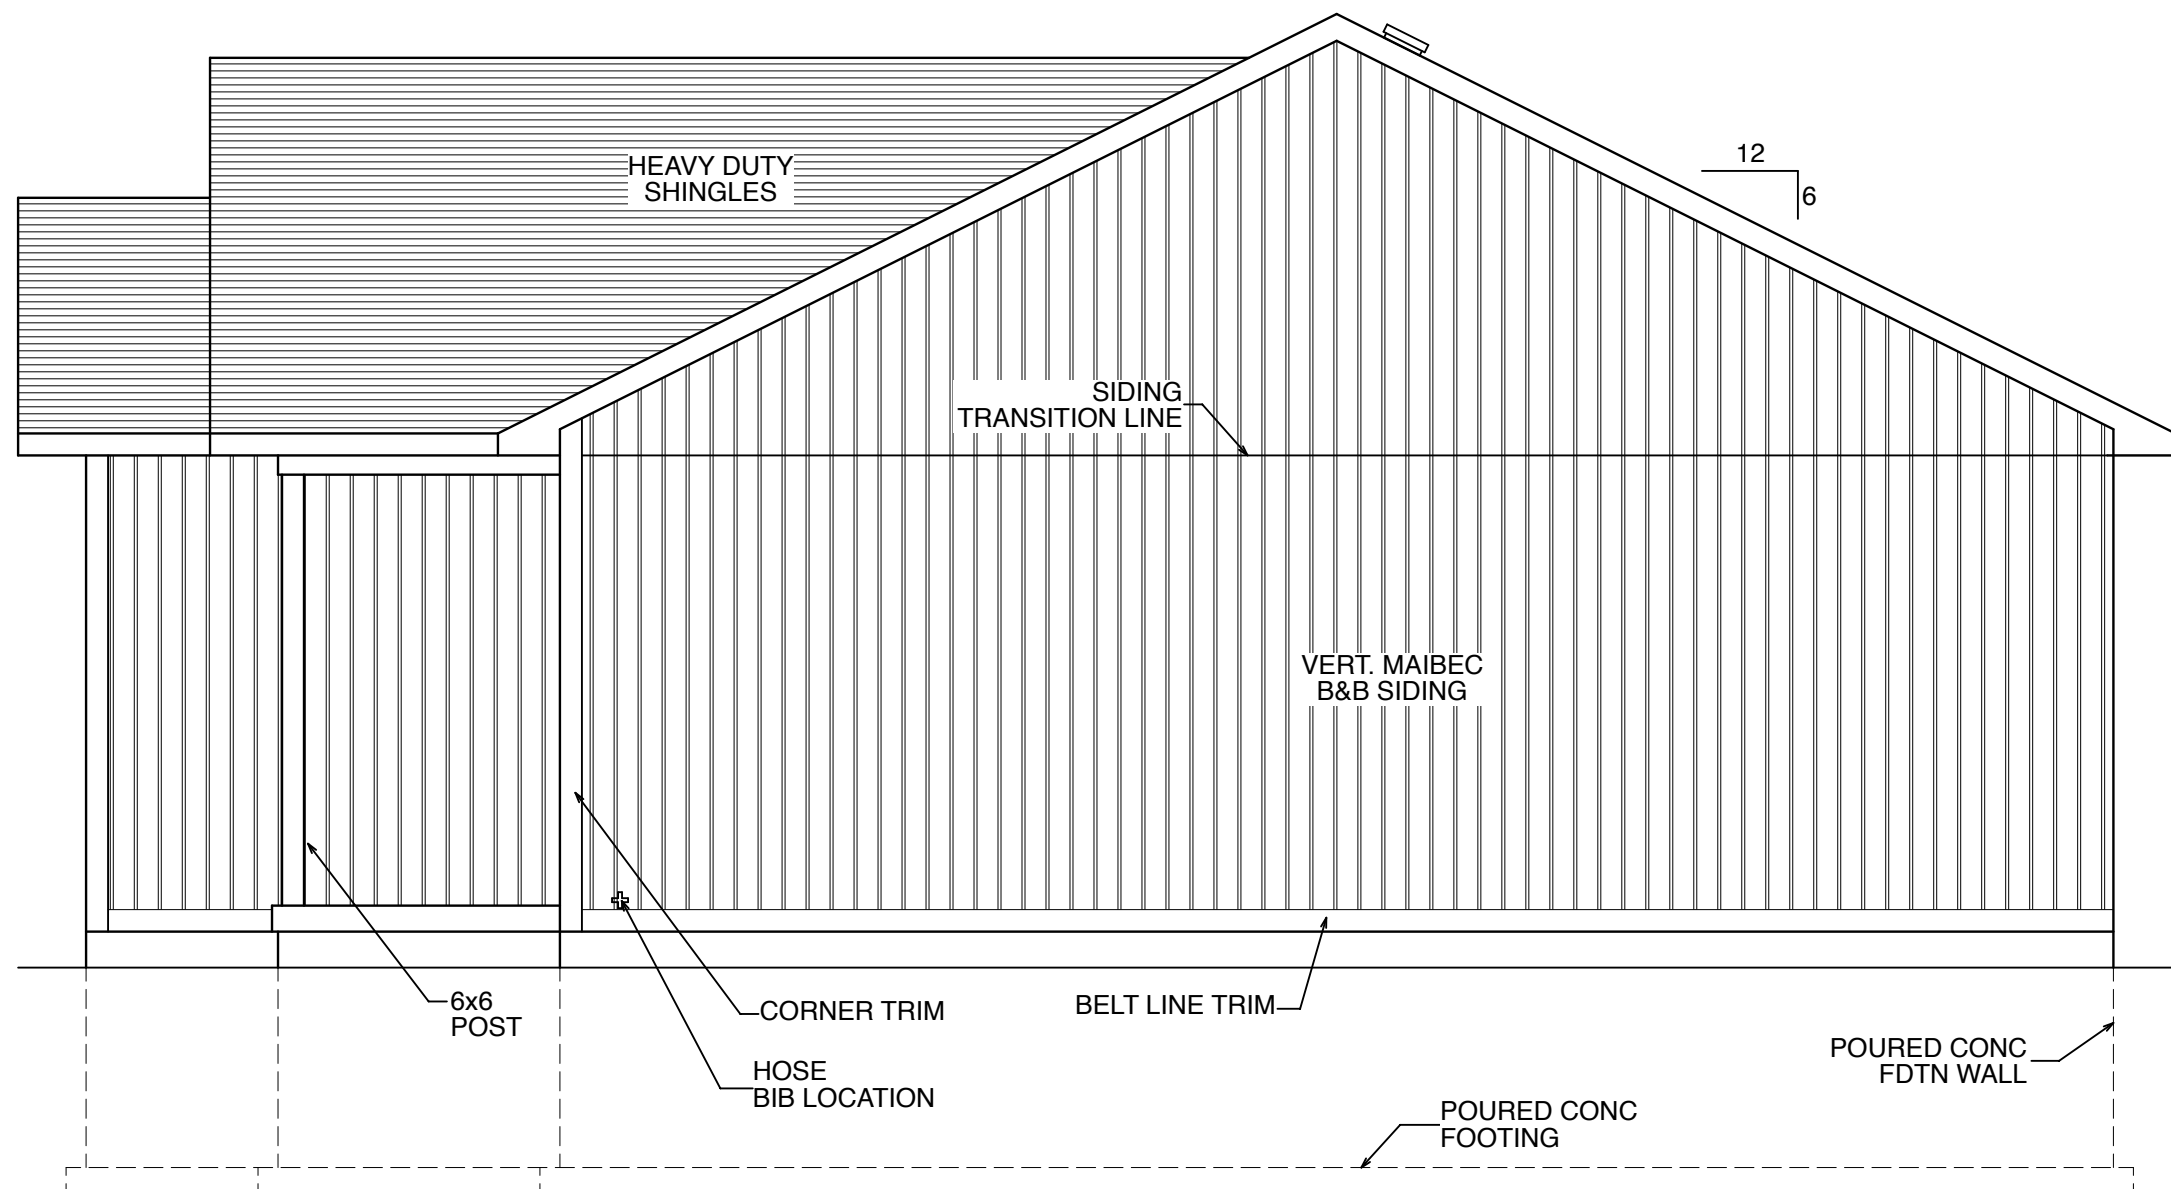 HEAVY DUTY
SHINGLES
12
6
SIDING
TRANSITION LINE
VERT. MAIBEC
B&B SIDING
6x6
POST
CORNER TRIM
BELT LINE TRIM
HOSE
BIB LOCATION
POURED CONC
FDTN WALL
POURED CONC
FOOTING